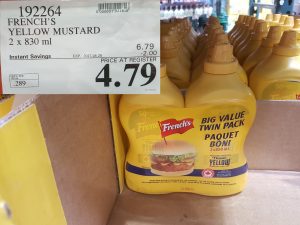 192264
FRENCH'S
YELLOW MUSTARD
2 x 830 ml
6.79
Instant Savings
-2.00
PRICE AT REGISTER
4.79
289
French's
BIG VALUE
TWIN PACK
PAQUET
BONI